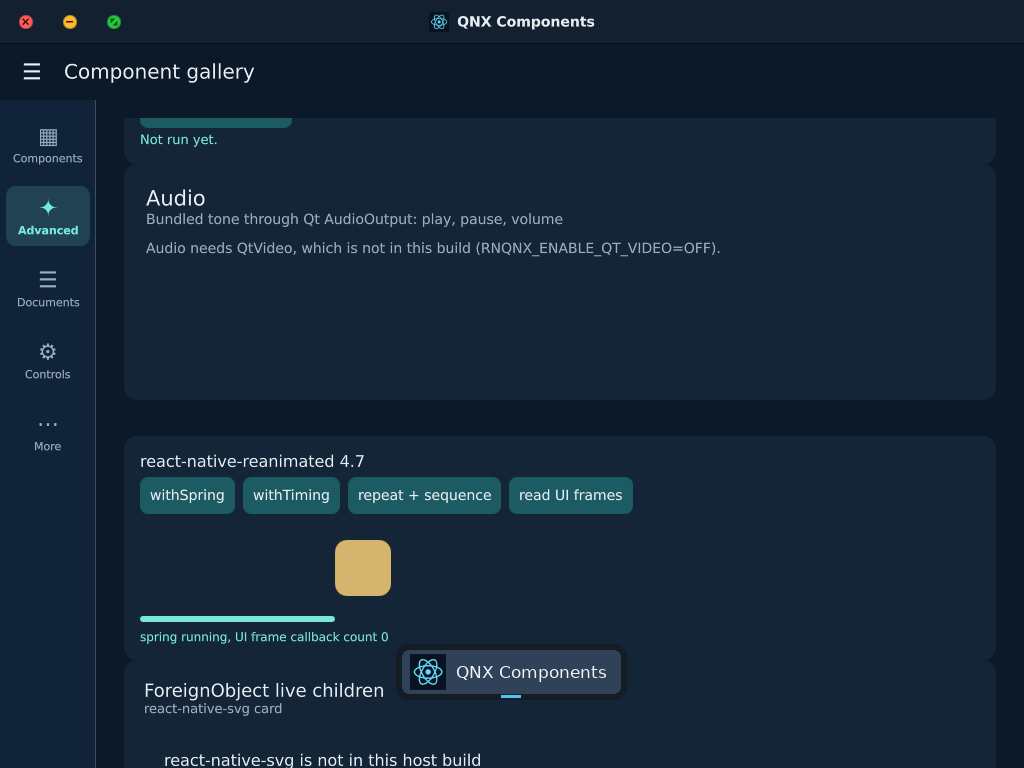 QNX Components
Component gallery
Components
Advanced
Documents
Controls
More
Not run yet.
Audio
Bundled tone through Qt AudioOutput: play, pause, volume
Audio needs QtVideo, which is not in this build (RNQNX_ENABLE_QT_VIDEO=OFF).
react-native-reanimated 4.7
withSpring withTiming repeat + sequence read UI frames
spring running, UI frame callback count 0
QNX Components
ForeignObject live children
react-native-svg card
react-native-svg is not in this host build